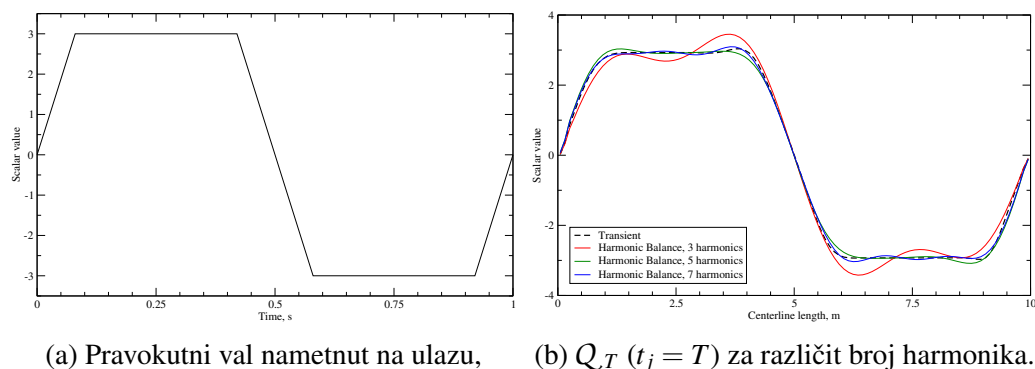 3
2
1
0
-1
-2
-3
Scalar value
0
0.25
0.5
0.75
1
Time, s
4
2
0
-2
-4
Scalar value
Transient
Harmonic Balance, 3 harmonics
Harmonic Balance, 5 harmonics
Harmonic Balance, 7 harmonics
0
2.5
5
7.5
10
Centerline length, m
(a) Pravokutni val nametnut na ulazu,
(b) Q,T (tj = T) za različit broj harmonika.